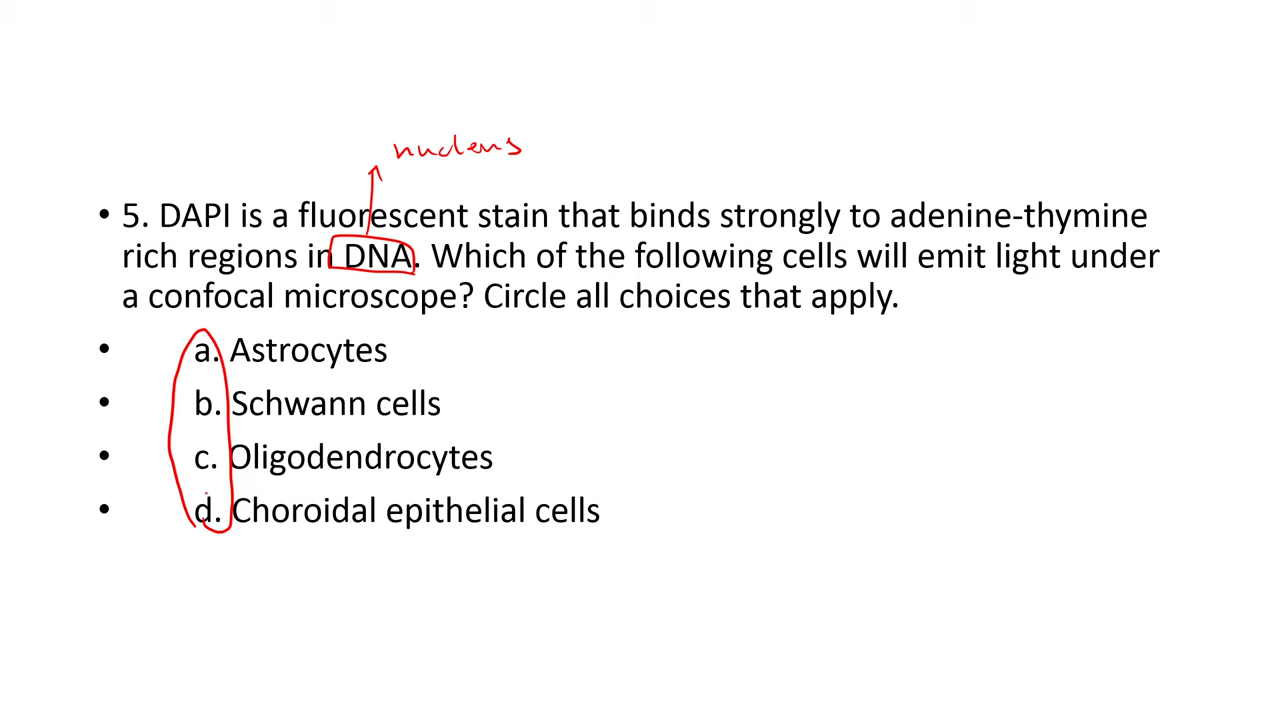 nucleus
• 5. DAPI is a fluorescent stain that binds strongly to adenine-thymine
rich regions in DNA. Which of the following cells will emit light under
a confocal microscope? Circle all choices that apply.
• a. Astrocytes
• b. Schwann cells
• c. Oligodendrocytes
• d. Choroidal epithelial cells